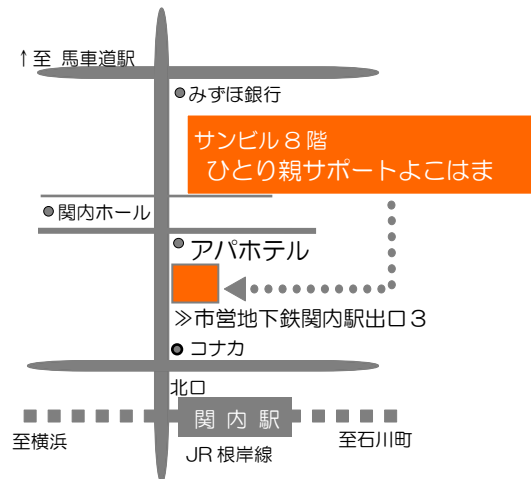 ↑至 馬車道駅
みずほ銀行
サンビル8階
ひとり親サポートよこはま
関内ホール
アパホテル
≫市営地下鉄関内駅出口3
コナカ
北口
関内駅
至横浜
JR根岸線
至石川町